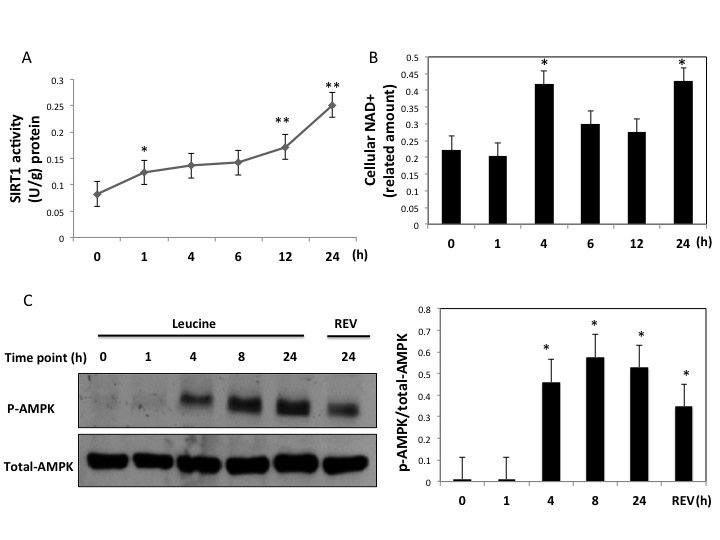 A
SIRT1 activity
(U/g) protein
0.3
0.25
0.2
0.15
0.1
0.05
0
*
**
**
0 1 4 6 12 24 (h)
B
Cellular NAD+
(related amount)
0.5
0.45
0.4
0.35
0.3
0.25
0.2
0.15
0.1
0.05
0
*
*
0 1 4 6 12 24 (h)
C
Leucine REV
Time point (h) 0 1 4 8 24 24
P-AMPK
Total-AMPK
p-AMPK/total-AMPK
0.8
0.7
0.6
0.5
0.4
0.3
0.2
0.1
0
*
*
*
*
0 1 4 8 24 REV (h)